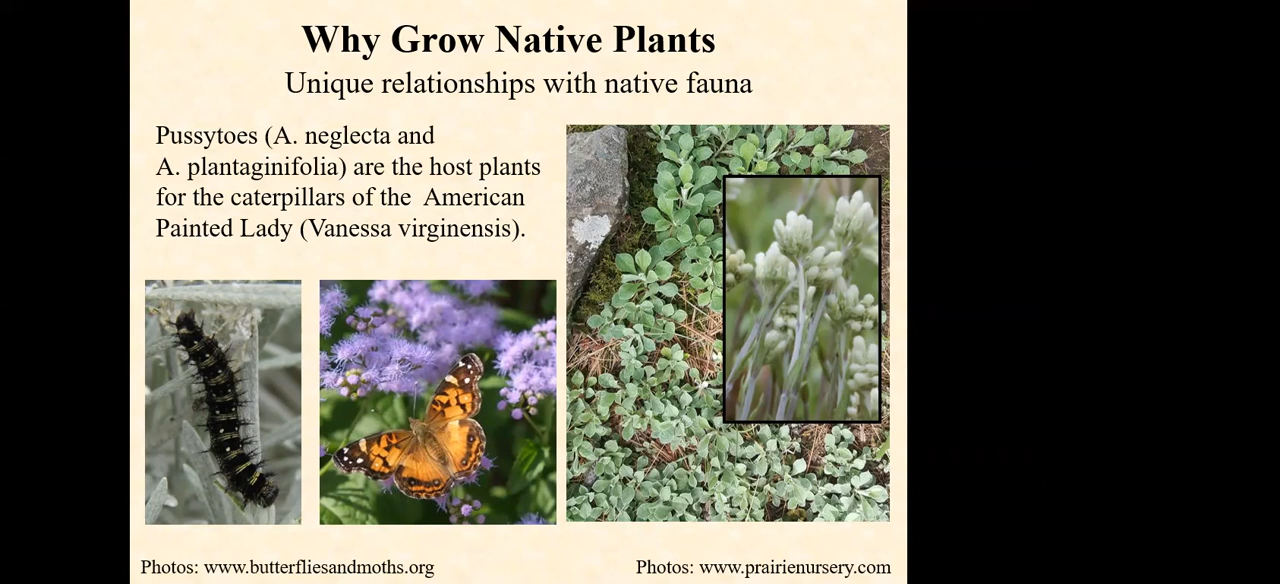 Why Grow Native Plants
Unique relationships with native fauna
Pussytoes (A. neglecta and
A. plantaginifolia) are the host plants
for the caterpillars of the  American
Painted Lady (Vanessa virginensis).
Photos: www.butterfliesandmoths.org
Photos: www.prairienursery.com